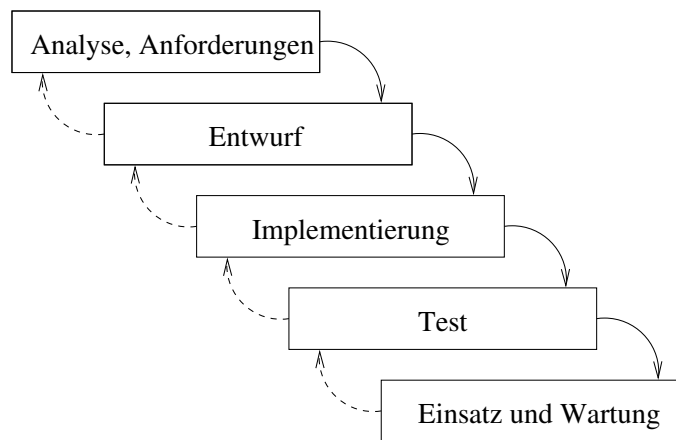 Analyse, Anforderungen
Entwurf
Implementierung
Test
Einsatz und Wartung